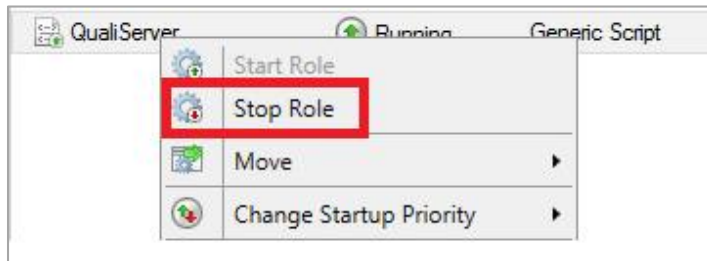 QualiServer Running Generic Script
Start Role
Stop Role
Move
Change Startup Priority